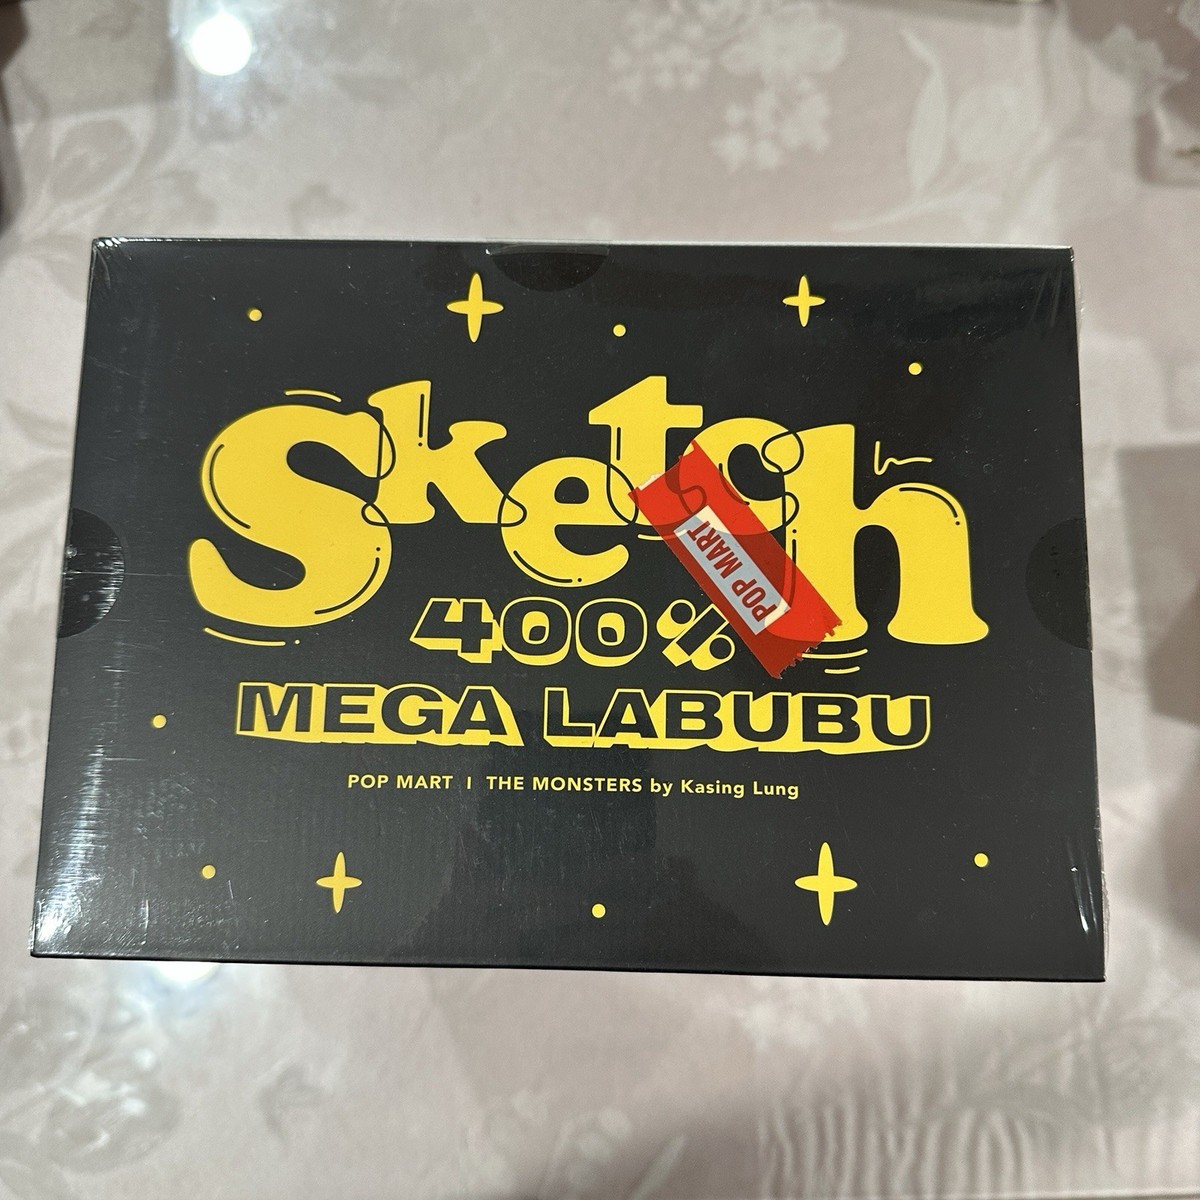 Sketch
POP MART
400%
MEGA LABUBU
POP MART | THE MONSTERS by Kasing Lung